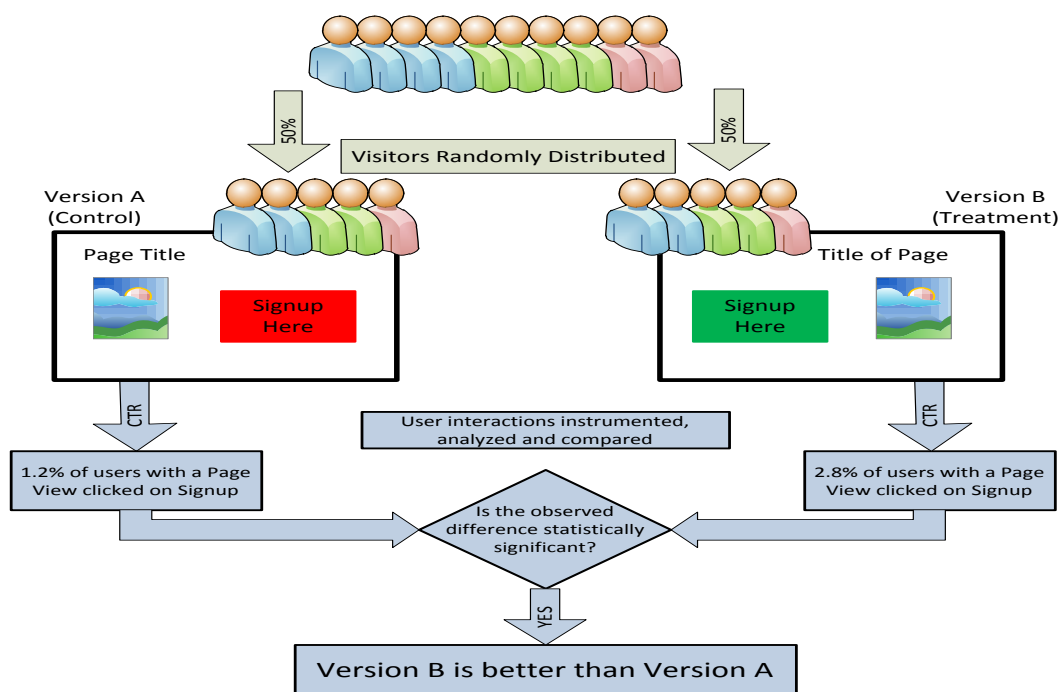 50%
50%
Visitors Randomly Distributed
Version A
(Control)
Version B
(Treatment)
Page Title
Signup
Here
Title of Page
Signup
Here
CTR
CTR
User interactions instrumented,
analyzed and compared
1.2% of users with a Page
View clicked on Signup
2.8% of users with a Page
View clicked on Signup
Is the observed
difference statistically
significant?
YES
Version B is better than Version A